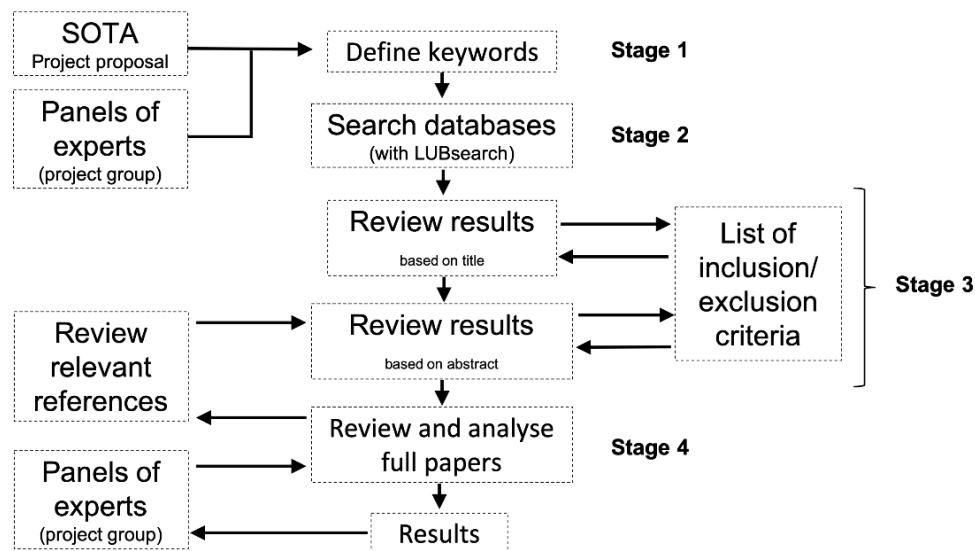 SOTA
Project proposal
Define keywords
Stage 1
Panels of
experts
(project group)
Search databases
(with LUBsearch)
Stage 2
Review results
based on title
List of
inclusion/
exclusion
criteria
Stage 3
Review results
based on abstract
Review
relevant
references
Review and analyse
full papers
Stage 4
Panels of
experts
(project group)
Results